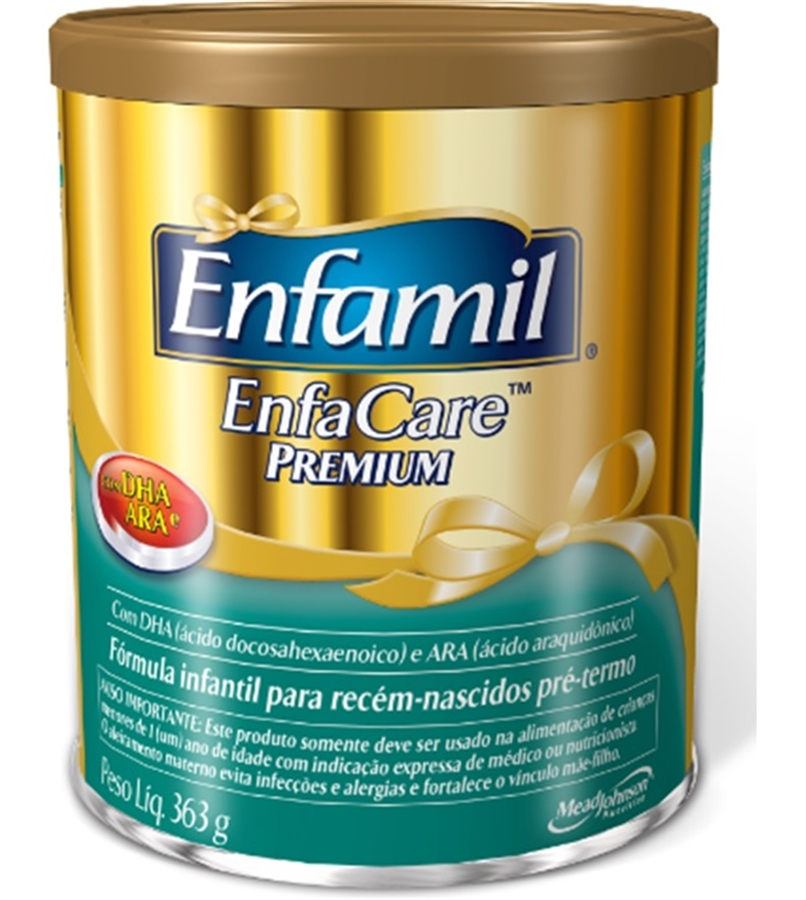 Enfamil®
EnfaCare™
PREMIUM
COM DHA
ARA e
Com DHA (ácido docosahexaenoico) e ARA (ácido araquidônico)
Fórmula infantil para recém-nascidos pré-termo
AVISO IMPORTANTE: Este produto somente deve ser usado na alimentação de crianças
menores de 1 (um) ano de idade com indicação expressa de médico ou nutricionista.
O aleitamento materno evita infecções e alergias e fortalece o vínculo mãe-filho.
Peso Líq. 363 g
MeadJohnson
Nutrition